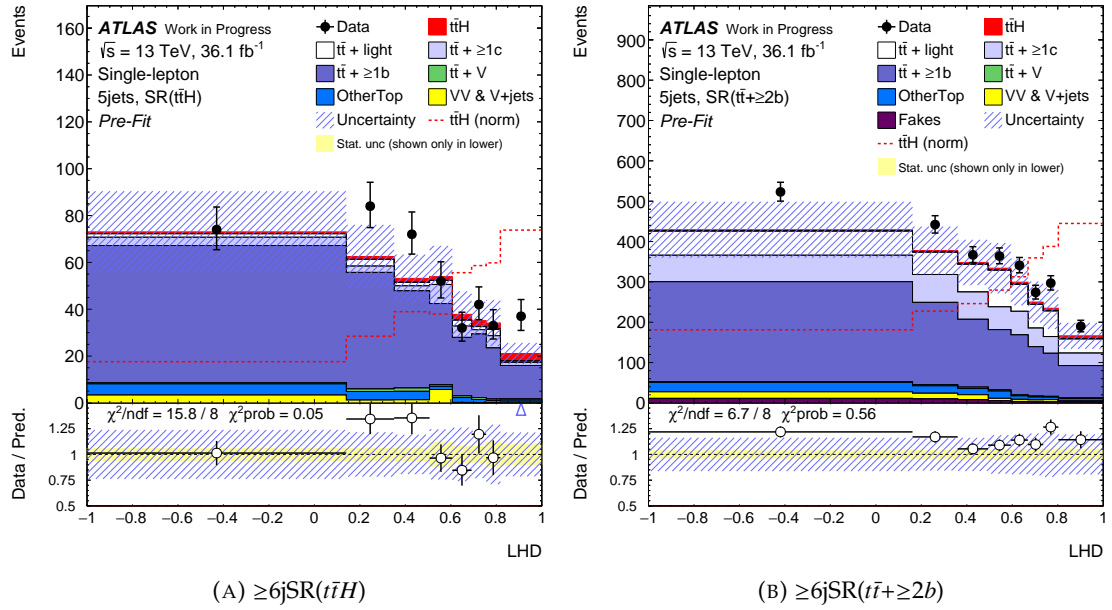 Events
ATLAS Work in Progress
√s = 13 TeV, 36.1 fb⁻¹
Single-lepton
5jets, SR(tt̄H)
Pre-Fit
Data
tt̄H
tt̄ + light
tt̄ + ≥1c
tt̄ + ≥1b
tt̄ + V
OtherTop
VV & V+jets
Uncertainty
tt̄H (norm)
Stat. unc (shown only in lower)
160
140
120
100
80
60
40
20
0
χ²/ndf = 15.8 / 8 χ²prob = 0.05
Data / Pred.
1.25
1
0.75
0.5
−1 −0.8 −0.6 −0.4 −0.2 0 0.2 0.4 0.6 0.8 1
LHD
(A) ≥6jSR(tt̄H)
Events
ATLAS Work in Progress
√s = 13 TeV, 36.1 fb⁻¹
Single-lepton
5jets, SR(tt̄+≥2b)
Pre-Fit
Data
tt̄H
tt̄ + light
tt̄ + ≥1c
tt̄ + ≥1b
tt̄ + V
OtherTop
VV & V+jets
Fakes
Uncertainty
tt̄H (norm)
Stat. unc (shown only in lower)
900
800
700
600
500
400
300
200
100
0
χ²/ndf = 6.7 / 8 χ²prob = 0.56
Data / Pred.
1.25
1
0.75
0.5
−1 −0.8 −0.6 −0.4 −0.2 0 0.2 0.4 0.6 0.8 1
LHD
(B) ≥6jSR(tt̄+≥2b)